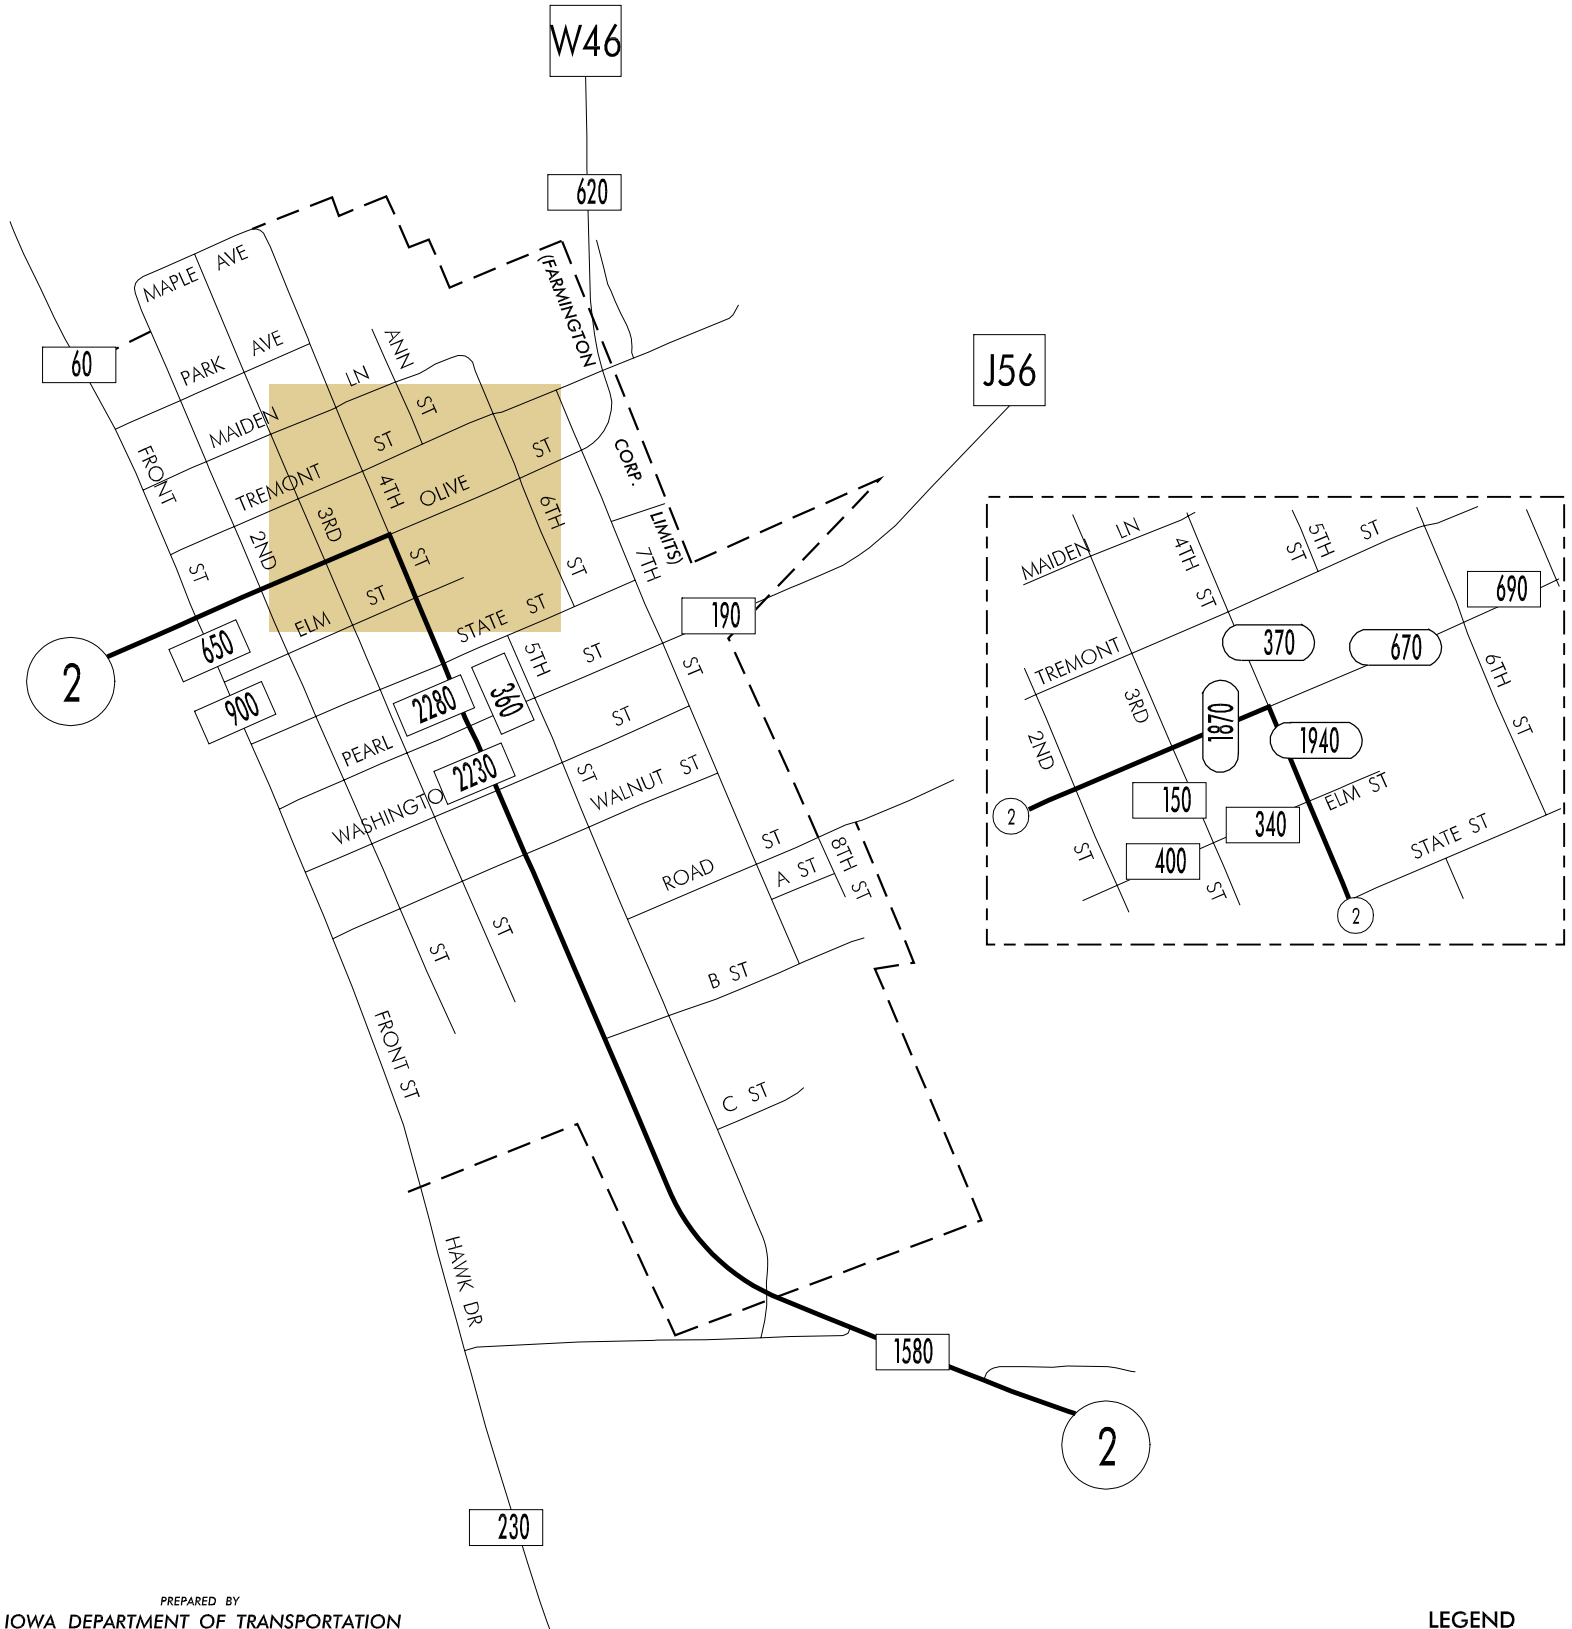 W46
620
(FARMINGTON
CORP.
LIMITS)
MAPLE AVE
60
PARK AVE
ANN ST
MAIDEN LN
J56
FRONT ST
TREMONT ST
4TH ST
OLIVE ST
2ND ST
3RD ST
6TH ST
7TH ST
190
ELM ST
STATE ST
2
650
900
2280
360
5TH ST
PEARL ST
2230
WASHINGTO ST
WALNUT ST
ROAD ST
A ST
8TH ST
B ST
FRONT ST
C ST
HAWK DR
1580
2
230
MAIDEN LN
4TH ST
5TH ST
ST
690
370
670
TREMONT
3RD ST
6TH ST
2ND ST
1870
1940
2
150
340
ELM ST
400
STATE ST
2
PREPARED BY
IOWA DEPARTMENT OF TRANSPORTATION
LEGEND